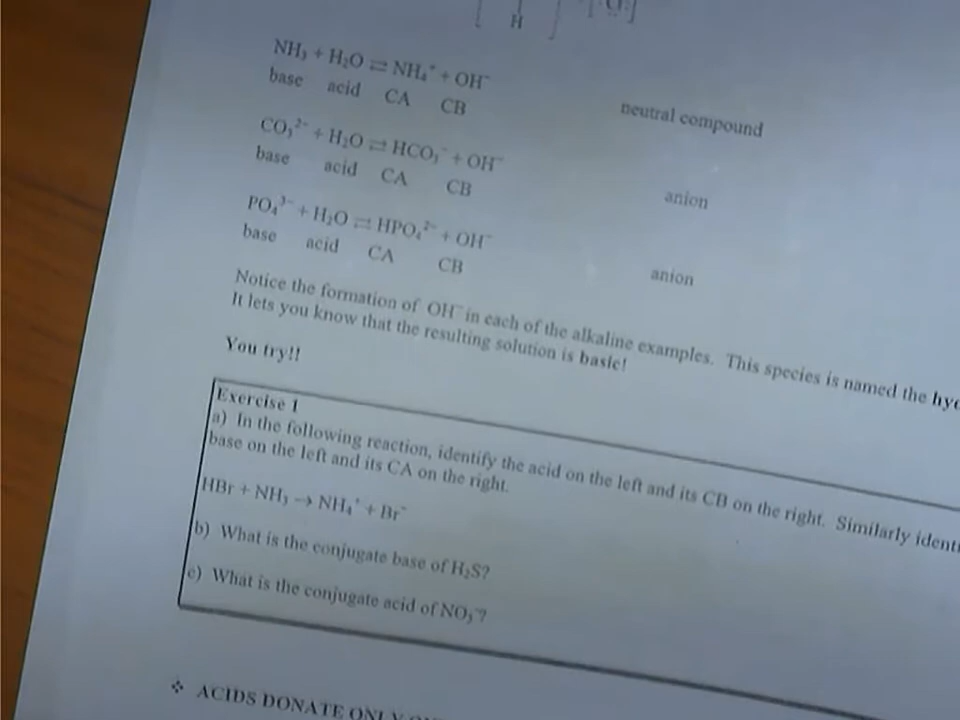 H
NH₃ + H₂O ⇌ NH₄⁺ + OH⁻
base acid CA CB
neutral compound
CO₃²⁻ + H₂O ⇌ HCO₃⁻ + OH⁻
base acid CA CB
anion
PO₄³⁻ + H₂O ⇌ HPO₄²⁻ + OH⁻
base acid CA CB
anion
Notice the formation of OH⁻ in each of the alkaline examples. This species is named the
It lets you know that the resulting solution is basic!
You try!!
Exercise 1
a) In the following reaction, identify the acid on the left and its CB on the right. Similarly
base on the left and its CA on the right.
HBr + NH₃ → NH₄⁺ + Br⁻
b) What is the conjugate base of H₂S?
c) What is the conjugate acid of NO₃⁻?
❖ ACIDS DONATE ONLY